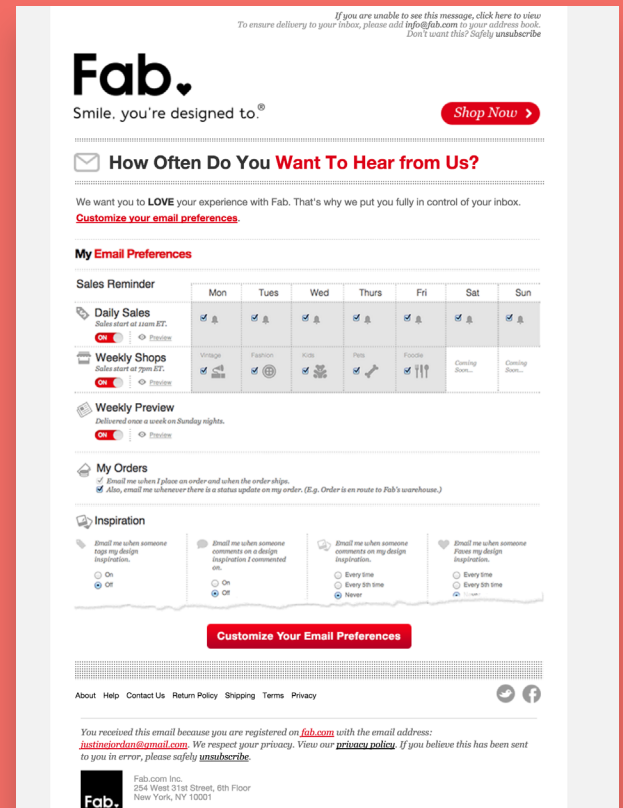 If you are unable to see this message, click here to view
To ensure delivery to your inbox, please add info@fab.com to your address book.
Don't want this? Safely unsubscribe
Fab.
Smile, you're designed to.®
Shop Now
How Often Do You Want To Hear from Us?
We want you to LOVE your experience with Fab. That's why we put you fully in control of your inbox.
Customize your email preferences.
My Email Preferences
Sales Reminder
Mon Tues Wed Thurs Fri Sat Sun
Daily Sales
Sales start at 11am ET.
ON Preview
Weekly Shops
Sales start at 7pm ET.
ON Preview
Vintage Fashion Kids Pets Foodie
Coming Soon... Coming Soon...
Weekly Preview
Delivered once a week on Sunday nights.
ON Preview
My Orders
Email me when I place an order and when the order ships.
Also, email me whenever there is a status update on my order. (E.g. Order is en route to Fab's warehouse.)
Inspiration
Email me when someone
tags my design
inspiration.
On
Off
Email me when someone
comments on a design
inspiration I commented
on.
On
Off
Email me when someone
comments on my design
inspiration.
Every time
Every 5th time
Never
Email me when someone
Faves my design
inspiration.
Every time
Every 5th time
Customize Your Email Preferences
About Help Contact Us Return Policy Shipping Terms Privacy
You received this email because you are registered on fab.com with the email address:
justinejordan@gmail.com. We respect your privacy. View our privacy policy. If you believe this has been sent
to you in error, please safely unsubscribe.
Fab.
Fab.com Inc.
254 West 31st Street, 6th Floor
New York, NY 10001